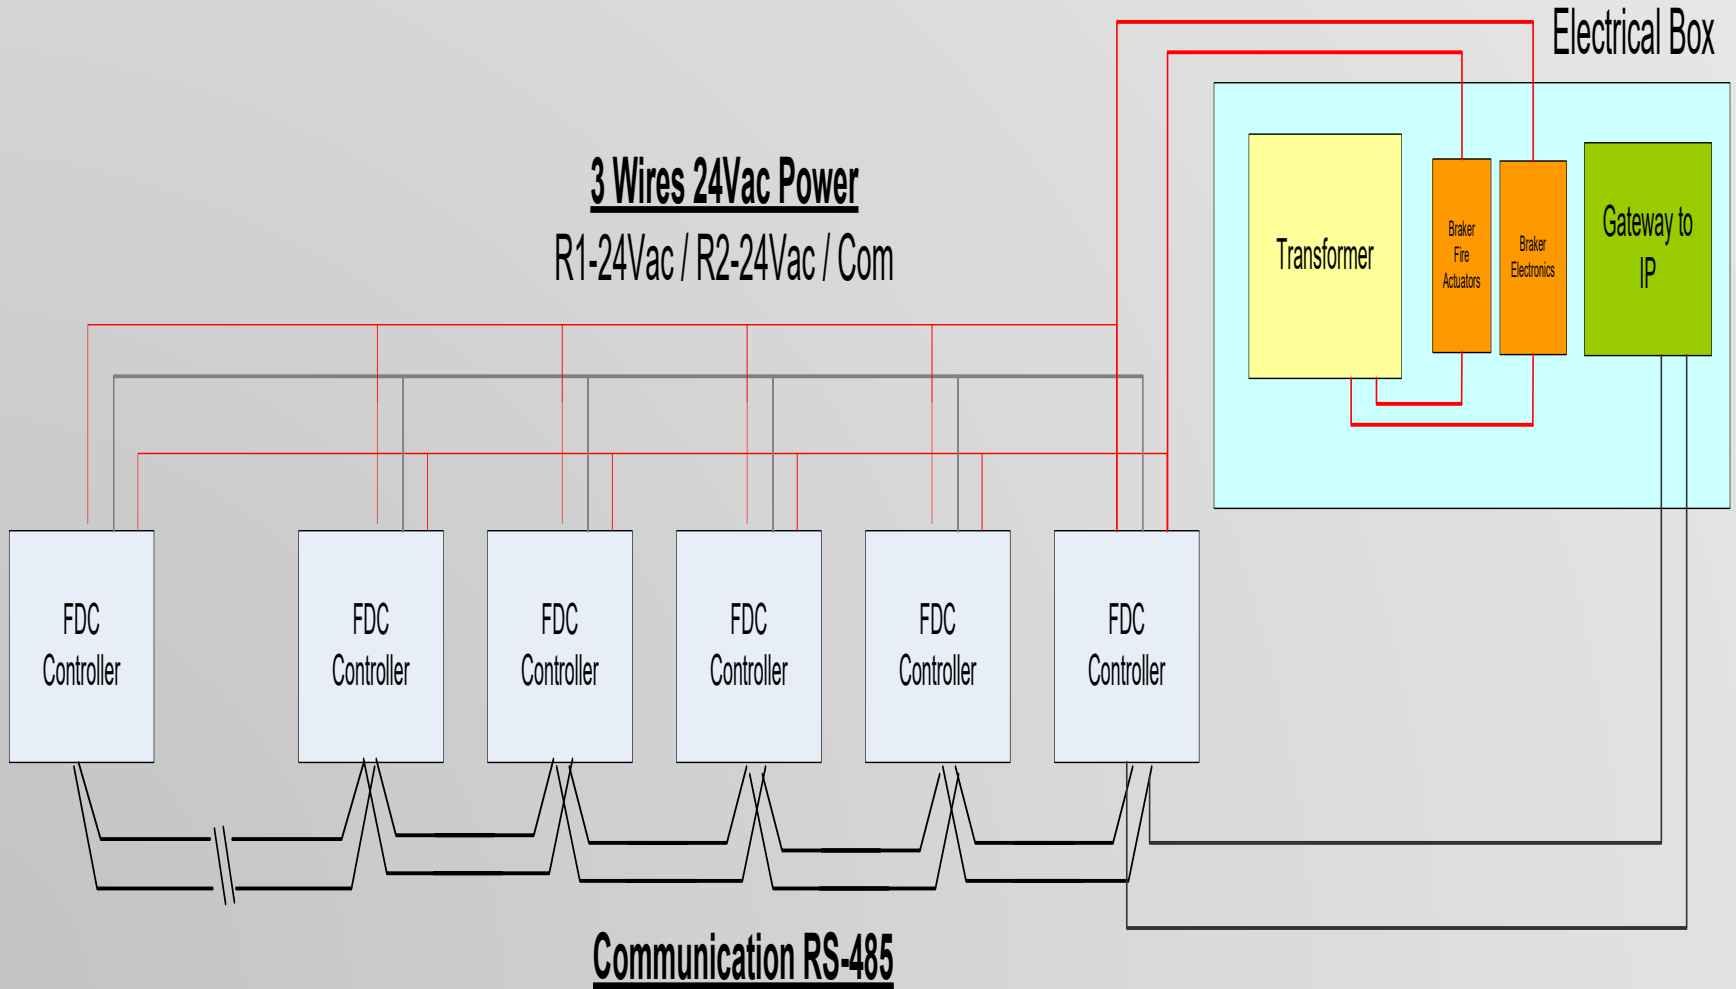 Electrical Box
3 Wires 24Vac Power
R1-24Vac / R2-24Vac / Com
Transformer
Braker
Fire
Actuators
Braker
Electronics
Gateway to
IP
FDC
Controller
FDC
Controller
FDC
Controller
FDC
Controller
FDC
Controller
FDC
Controller
Communication RS-485